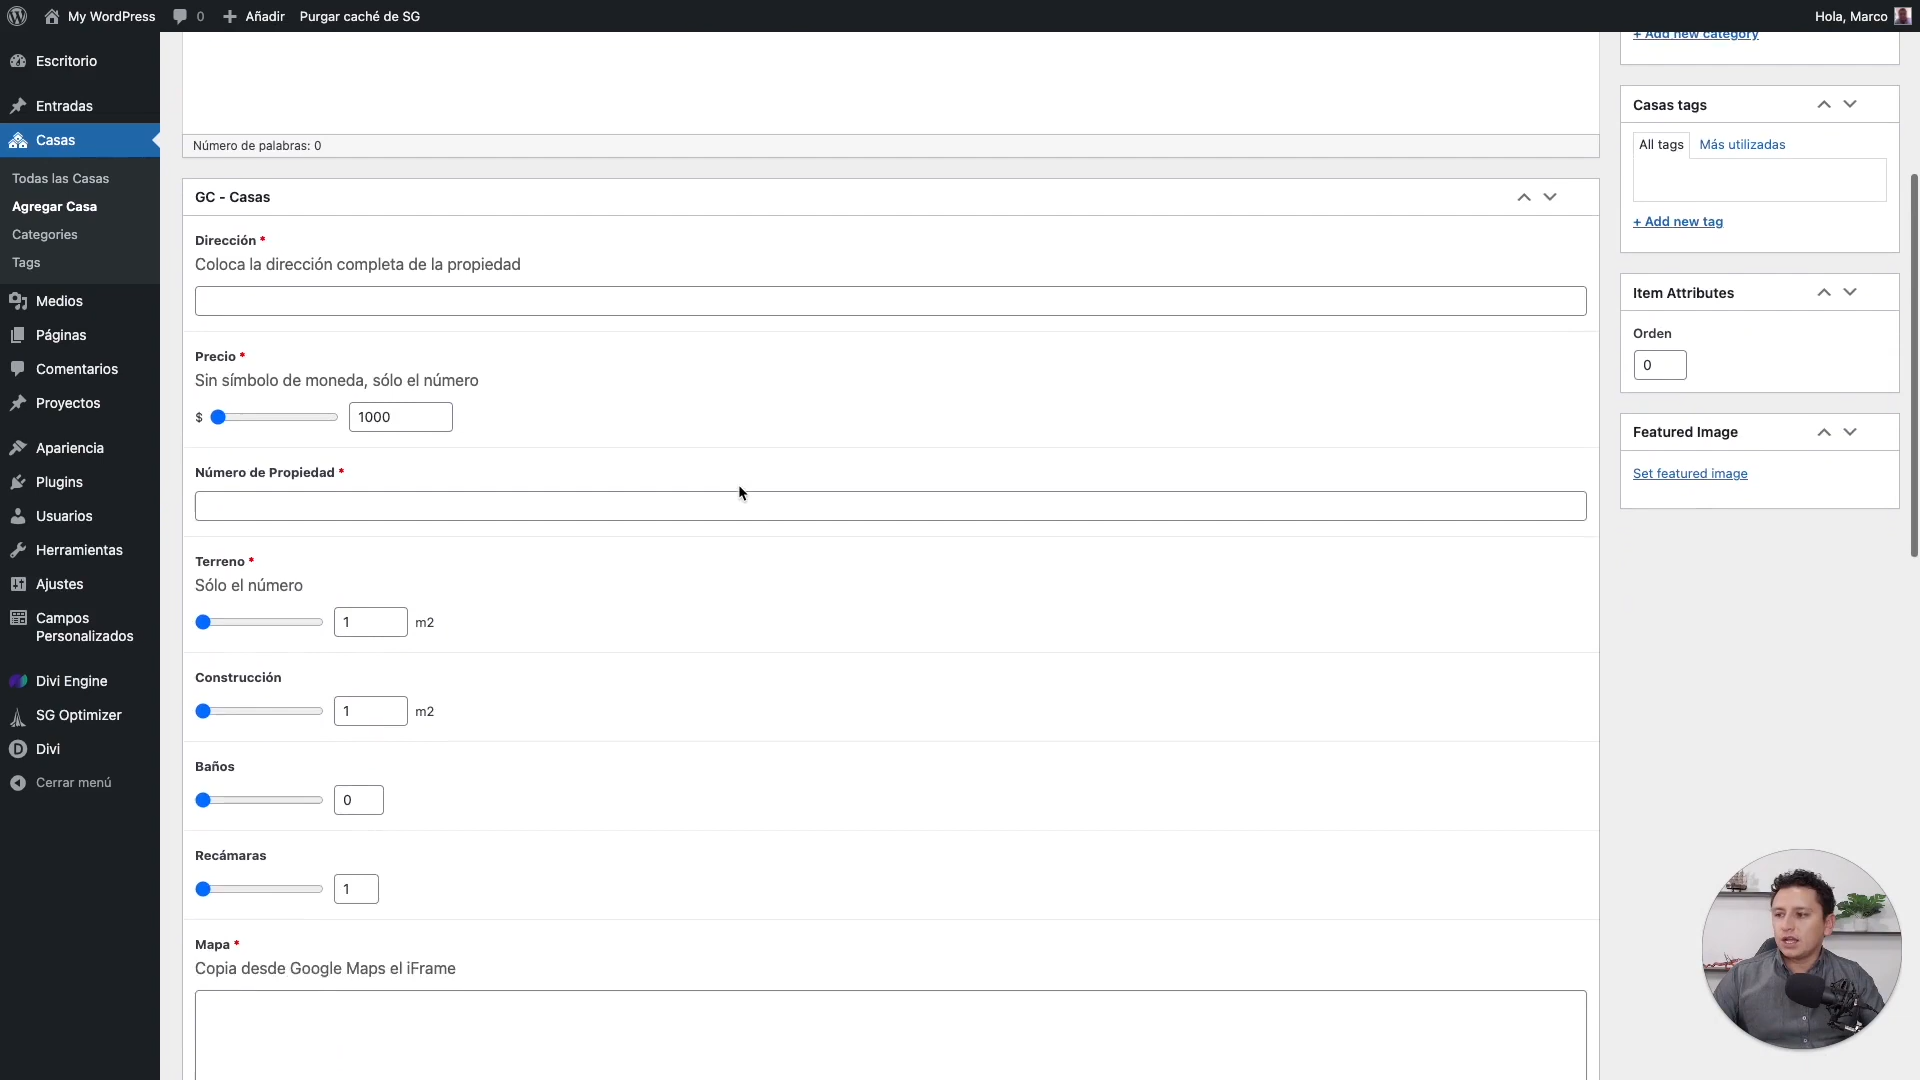 My WordPress
0
Añadir
Purgar caché de SG
Hola, Marco
Escritorio
Entradas
Casas
Todas las Casas
Agregar Casa
Categories
Tags
Medios
Páginas
Comentarios
Proyectos
Apariencia
Plugins
Usuarios
Herramientas
Ajustes
Campos
Personalizados
Divi Engine
SG Optimizer
Divi
Cerrar menú
Número de palabras: 0
GC - Casas
Dirección *
Coloca la dirección completa de la propiedad
Precio *
Sin símbolo de moneda, sólo el número
$ 1000
Número de Propiedad *
Terreno *
Sólo el número
1 m2
Construcción
1 m2
Baños
0
Recámaras
1
Mapa *
Copia desde Google Maps el iFrame
+ Add new category
Casas tags
All tags Más utilizadas
+ Add new tag
Item Attributes
Orden
0
Featured Image
Set featured image